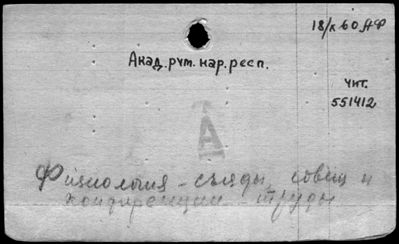 18/x 60 АФ
Акад. рум. нар. респ.
Чит.
551412
А
Физиология - съезды, совещ и
конференции - труды